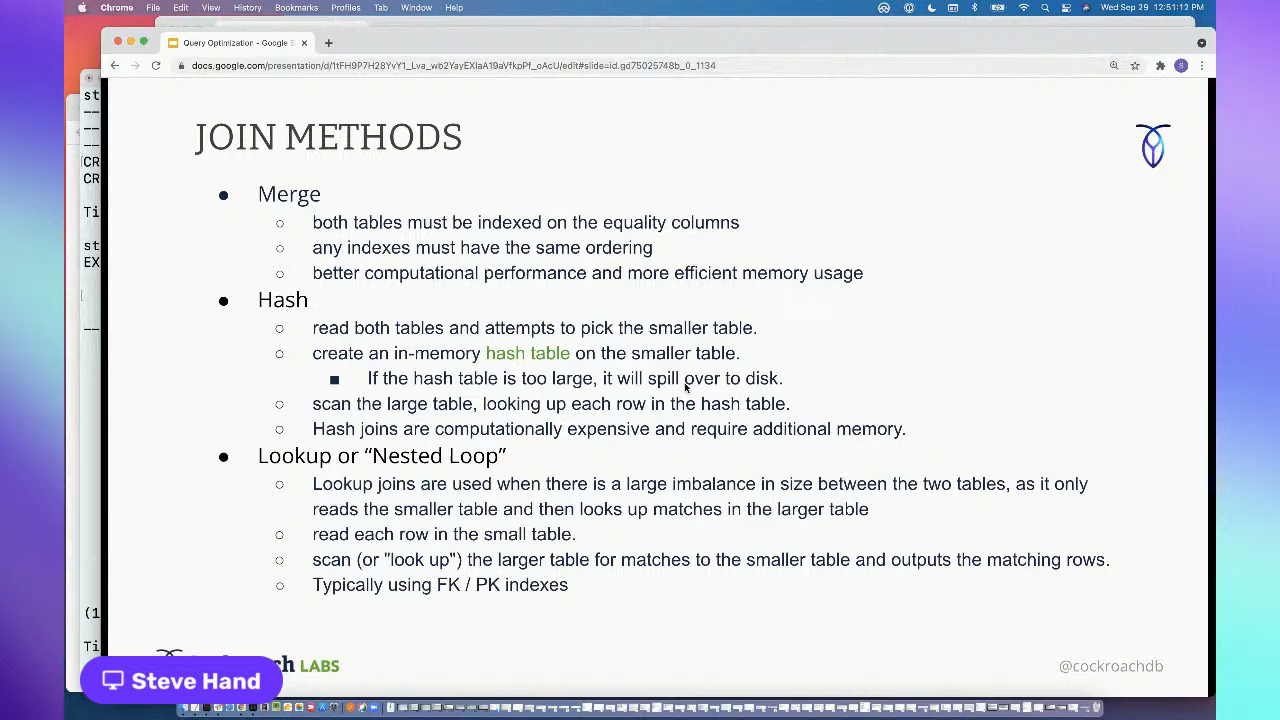 Chrome File Edit View History Bookmarks Profiles Tab Window Help Wed Sep 29 12:51:12 PM
Query Optimization - Google S
docs.google.com/presentation/d/1tFH9P7H28YvY1_Lva_wb2YayEXlaA19aVfkpPf_oAcU/edit#slide=id.gd75025748b_0_1134
S
st
CR
CR
Ti
st
EX
(1
Ti
JOIN METHODS
● Merge
○ both tables must be indexed on the equality columns
○ any indexes must have the same ordering
○ better computational performance and more efficient memory usage
● Hash
○ read both tables and attempts to pick the smaller table.
○ create an in-memory hash table on the smaller table.
■ If the hash table is too large, it will spill over to disk.
○ scan the large table, looking up each row in the hash table.
○ Hash joins are computationally expensive and require additional memory.
● Lookup or “Nested Loop”
○ Lookup joins are used when there is a large imbalance in size between the two tables, as it only
reads the smaller table and then looks up matches in the larger table
○ read each row in the small table.
○ scan (or "look up") the larger table for matches to the smaller table and outputs the matching rows.
○ Typically using FK / PK indexes
LABS
@cockroachdb
Steve Hand